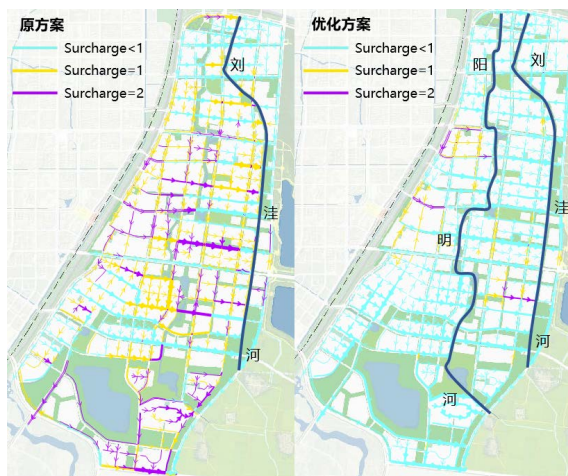 原方案
Surcharge<1
Surcharge=1
Surcharge=2
刘
洼
河
优化方案
Surcharge<1
Surcharge=1
Surcharge=2
阳
明
河
刘
洼
河